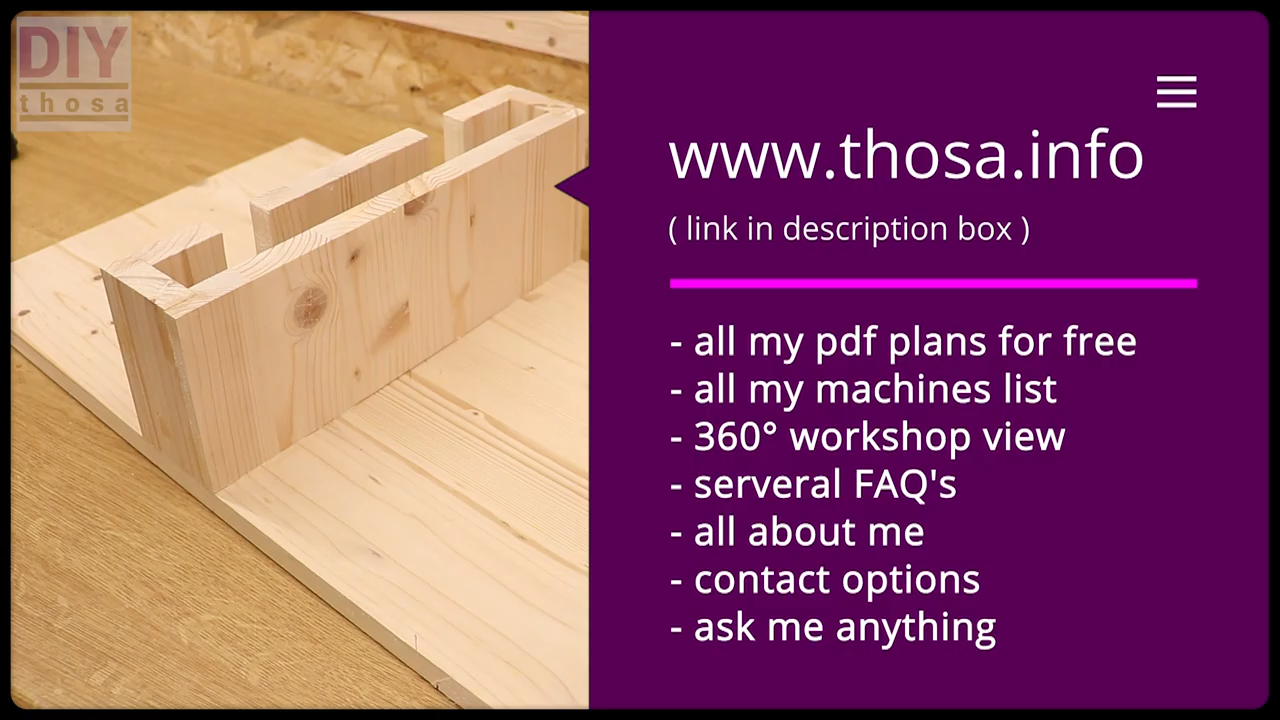 DIY
thosa
www.thosa.info
( link in description box )
- all my pdf plans for free
- all my machines list
- 360° workshop view
- serveral FAQ's
- all about me
- contact options
- ask me anything